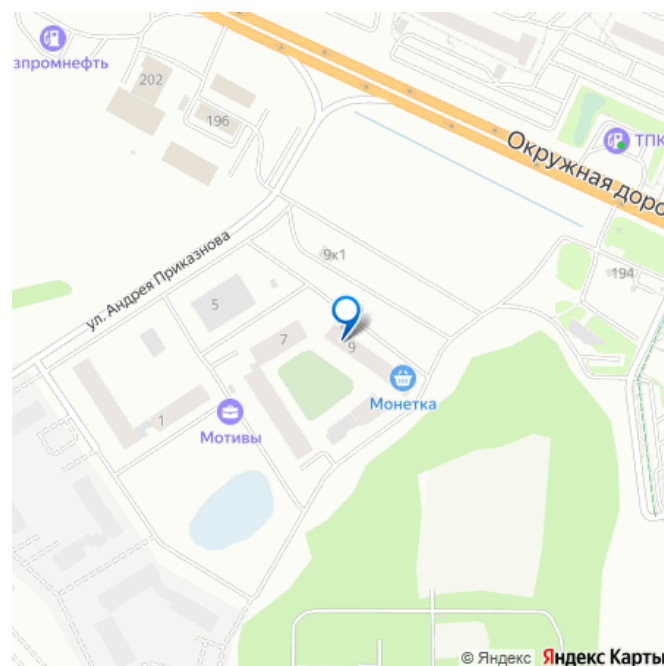 зпромнефть
202
196
Окружная доро
ТПК
ул. Андрея Приказнова
9к1
194
5
7
9
Монетка
1
Мотивы
© Яндекс Яндекс Карты